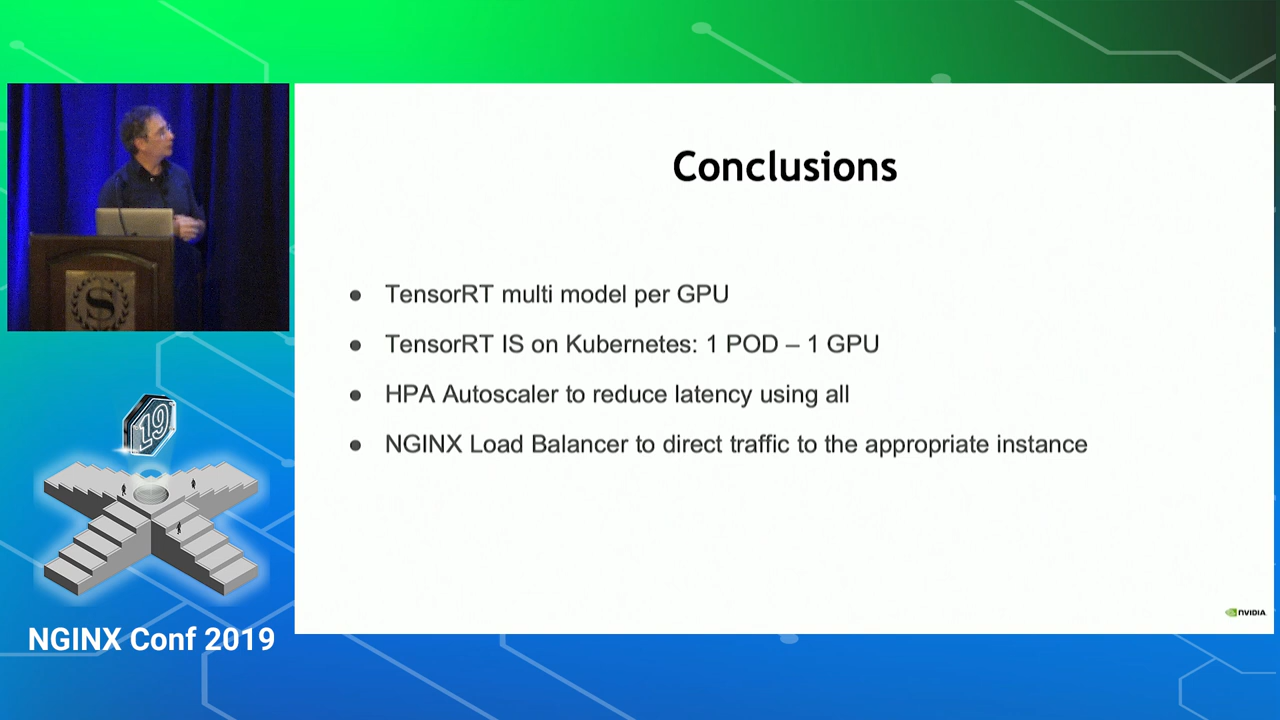 Conclusions
● TensorRT multi model per GPU
● TensorRT IS on Kubernetes: 1 POD – 1 GPU
● HPA Autoscaler to reduce latency using all
● NGINX Load Balancer to direct traffic to the appropriate instance
NVIDIA
S
19
NGINX Conf 2019